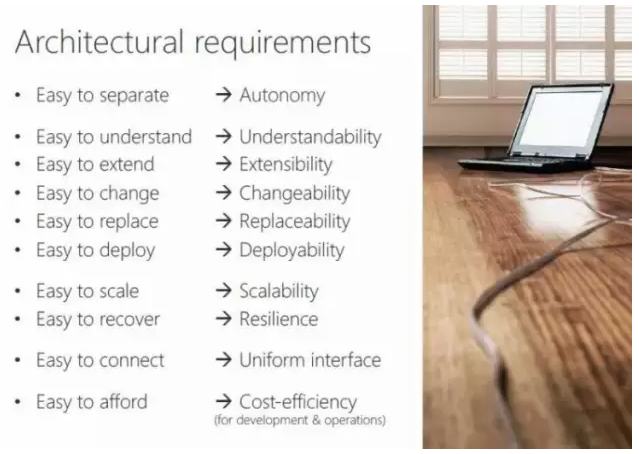 Architectural requirements
• Easy to separate → Autonomy
• Easy to understand → Understandability
• Easy to extend → Extensibility
• Easy to change → Changeability
• Easy to replace → Replaceability
• Easy to deploy → Deployability
• Easy to scale → Scalability
• Easy to recover → Resilience
• Easy to connect → Uniform interface
• Easy to afford → Cost-efficiency
(for development & operations)